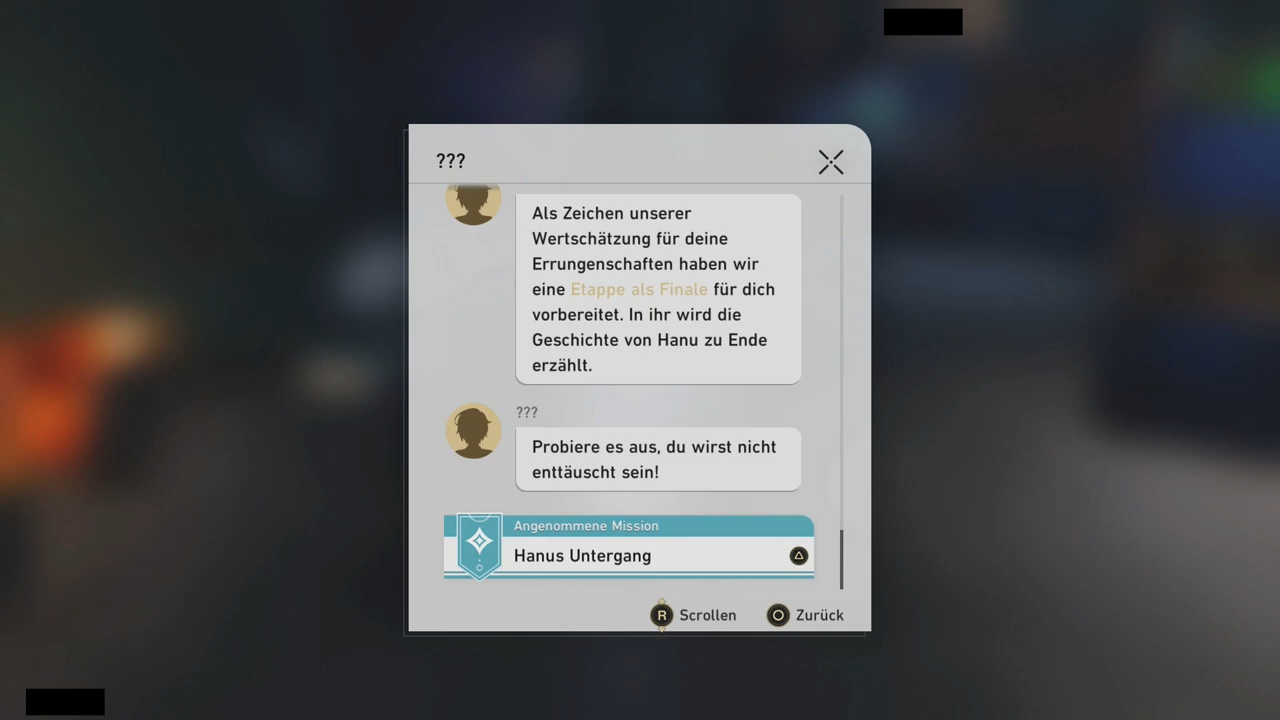 ???
Als Zeichen unserer
Wertschätzung für deine
Errungenschaften haben wir
eine Etappe als Finale für dich
vorbereitet. In ihr wird die
Geschichte von Hanu zu Ende
erzählt.
???
Probiere es aus, du wirst nicht
enttäuscht sein!
Angenommene Mission
Hanus Untergang
R Scrollen Zurück